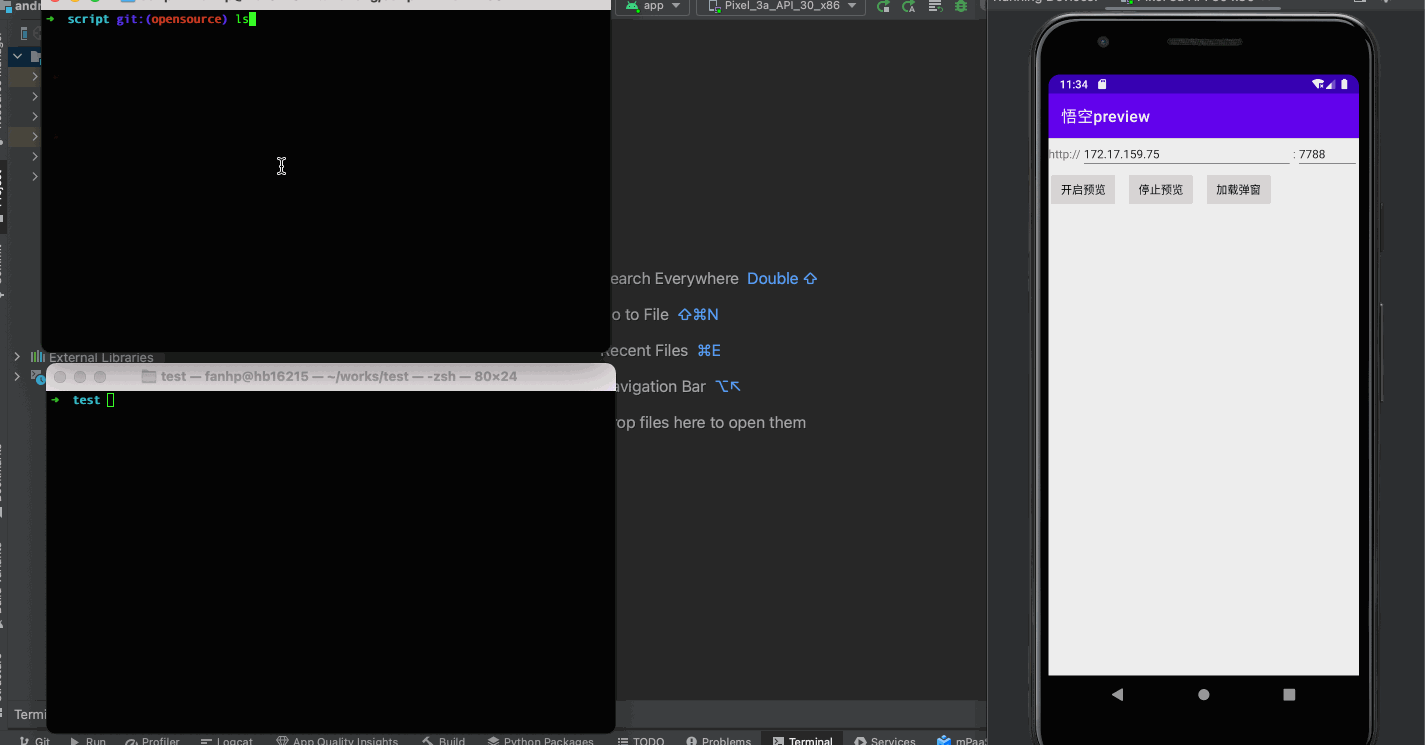 app
Pixel_3a_API_30_x86
➜ script git:(opensource) ls
11:34
悟空preview
http:// 172.17.159.75 : 7788
开启预览 停止预览 加载弹窗
earch Everywhere Double ⇧
o to File ⇧⌘N
Recent Files ⌘E
avigation Bar ⌥↖
rop files here to open them
External Libraries
test — fanhp@hb16215 — ~/works/test — -zsh — 80×24
➜ test
Termi
Git Run Profiler Logcat App Quality Insights Build Python Packages TODO Problems Terminal Services mPaa